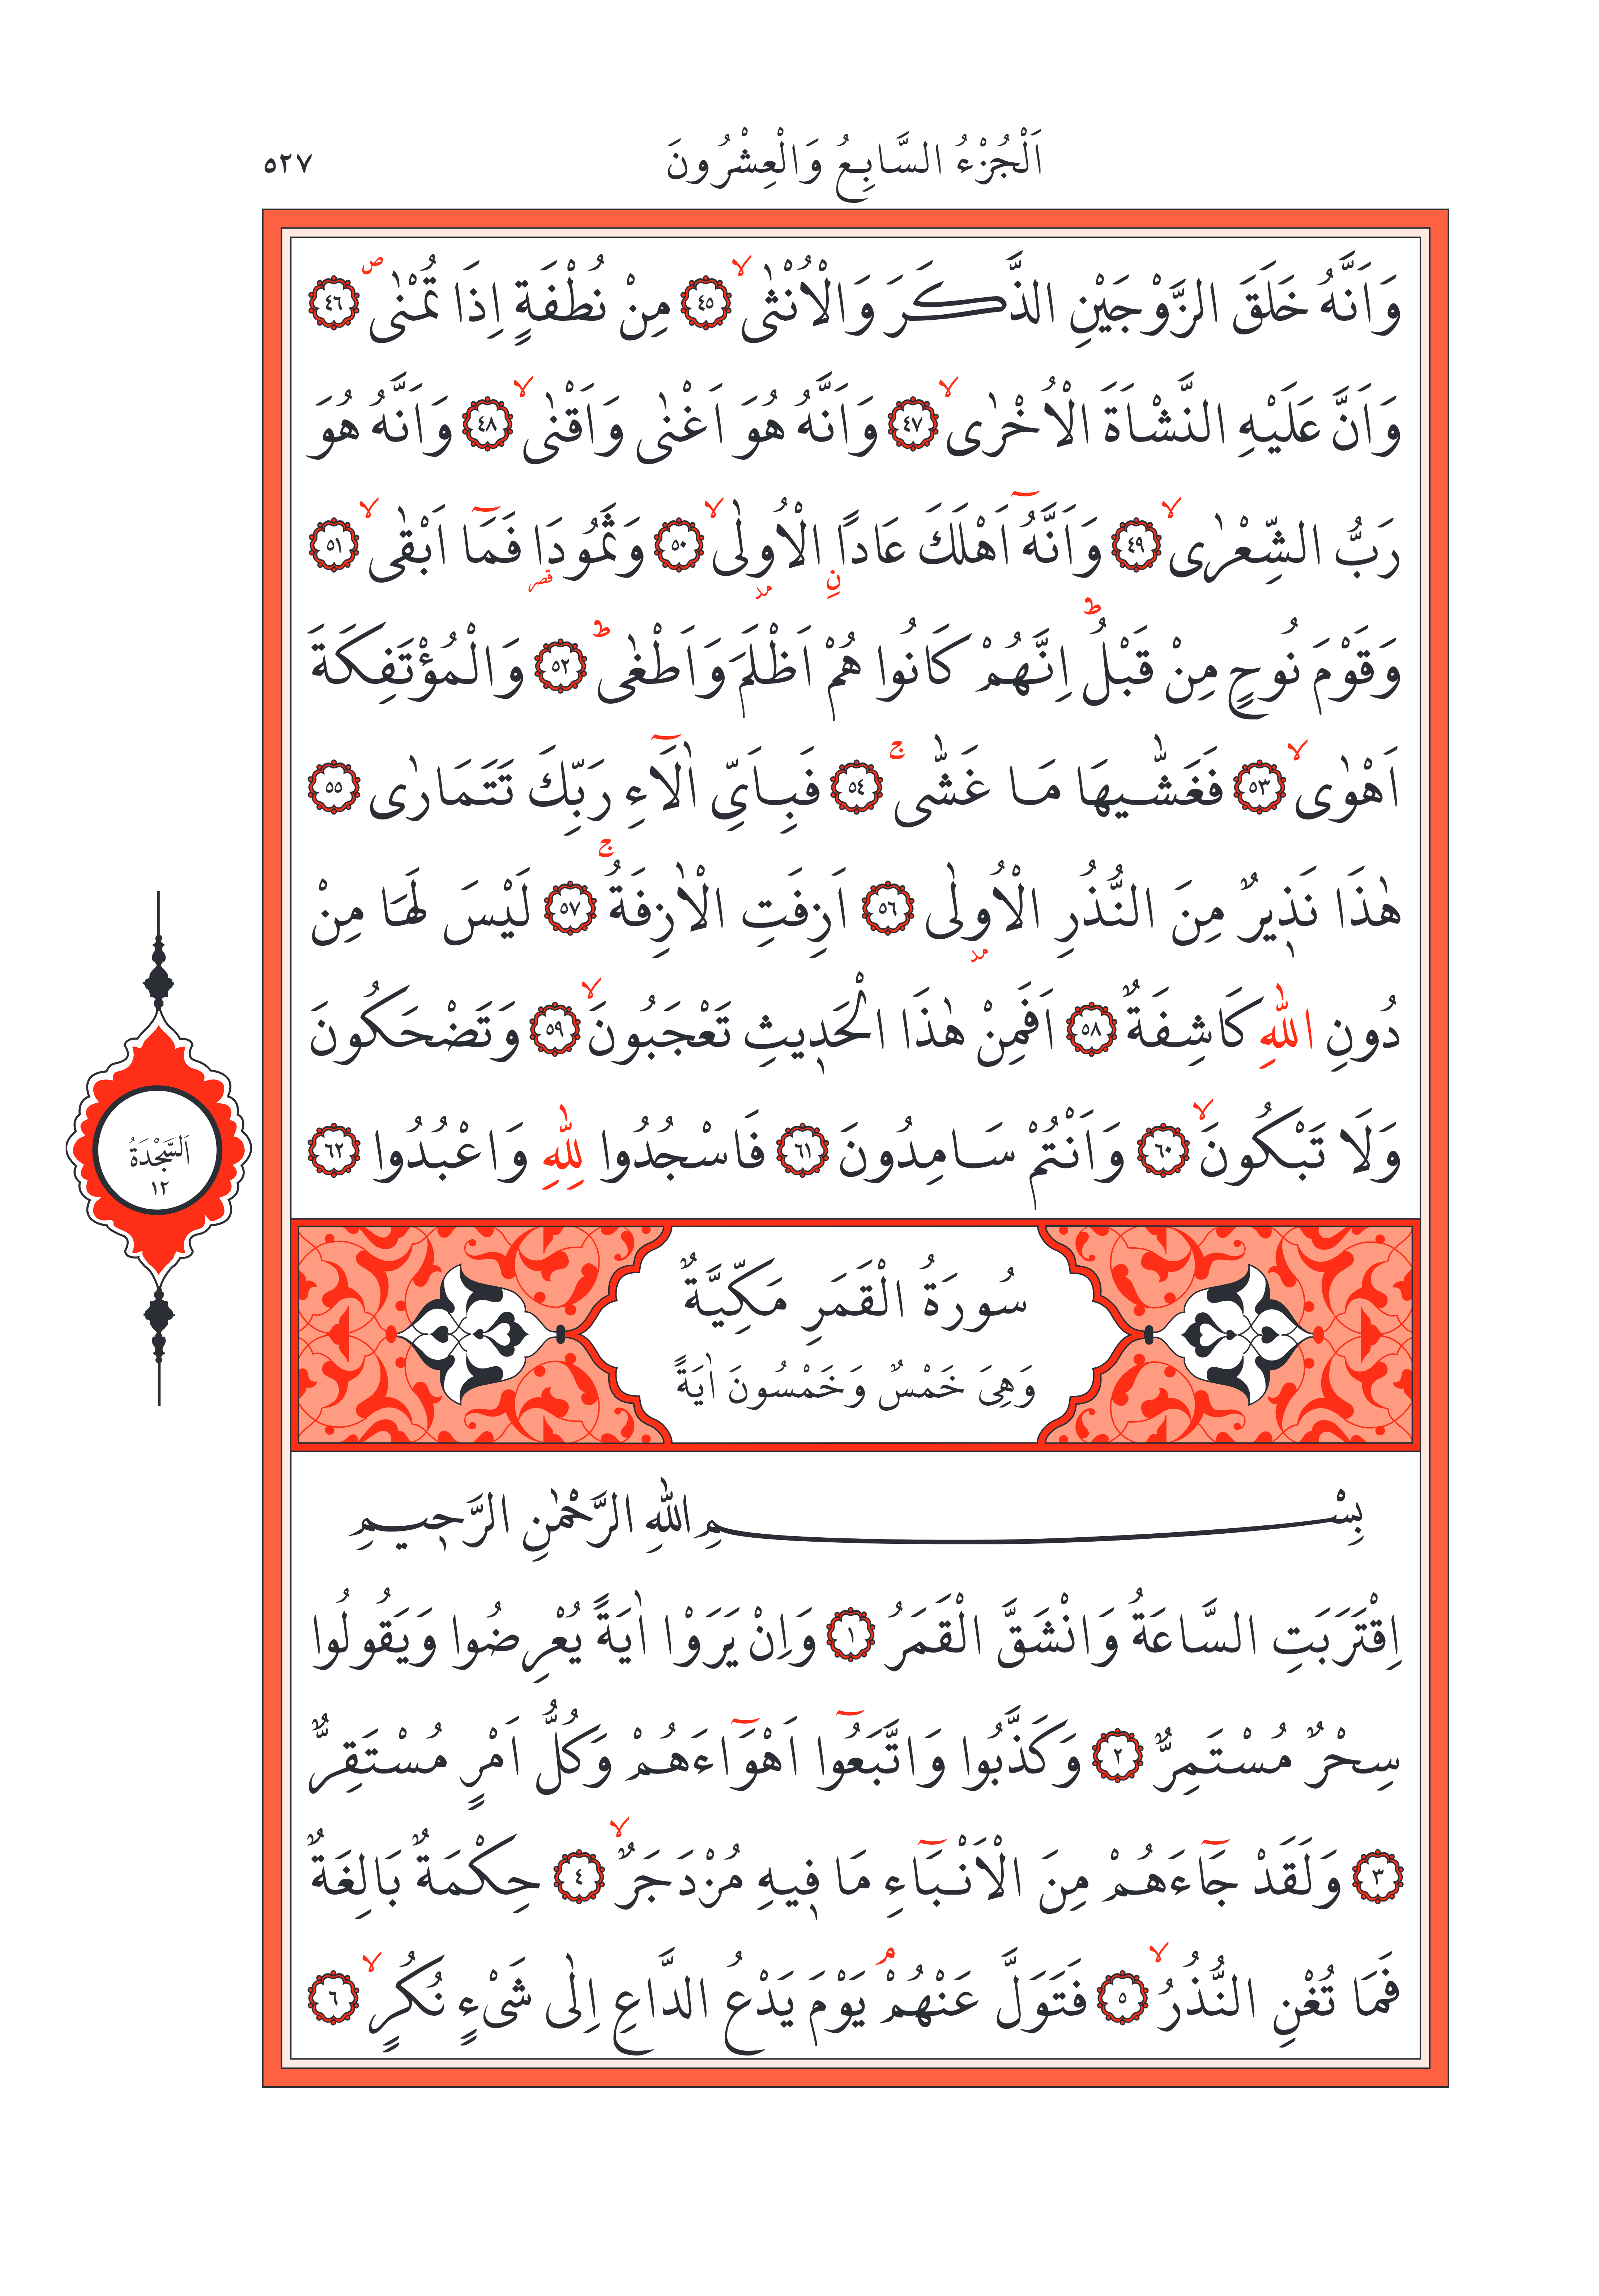 اَلْجُزْءُ السَّابِعُ وَالْعِشْرُونَ ٥٢٧
وَاَنَّهُ خَلَقَ الزَّوْجَيْنِ الذَّكَرَ وَالْاُنْثٰىۙ ٤٥ مِنْ نُطْفَةٍ اِذَا تُمْنٰىۖ ٤٦
وَاَنَّ عَلَيْهِ النَّشْاَةَ الْاُخْرٰىۙ ٤٧ وَاَنَّهُ هُوَ اَغْنٰى وَاَقْنٰىۙ ٤٨ وَاَنَّهُ هُوَ
رَبُّ الشِّعْرٰىۙ ٤٩ وَاَنَّهُٓ اَهْلَكَ عَاداًۨ الْاُو۫لٰىۙ ٥٠ وَثَمُودَا۬ فَمَٓا اَبْقٰىۙ ٥١
وَقَوْمَ نُوحٍ مِنْ قَبْلُۜ اِنَّهُمْ كَانُوا هُمْ اَظْلَمَ وَاَطْغٰىۜ ٥٢ وَالْمُؤْتَفِكَةَ
اَهْوٰىۙ ٥٣ فَغَشّٰيهَا مَا غَشّٰىۚ ٥٤ فَبِاَيِّ اٰلَٓاءِ رَبِّكَ تَتَمَارٰى ٥٥
هٰذَا نَذ۪يرٌ مِنَ النُّذُرِ الْاُو۫لٰى ٥٦ اَزِفَتِ الْاٰزِفَةُۚ ٥٧ لَيْسَ لَهَا مِنْ
دُونِ اللّٰهِ كَاشِفَةٌ ٥٨ اَفَمِنْ هٰذَا الْحَد۪يثِ تَعْجَبُونَۙ ٥٩ وَتَضْحَكُونَ
وَلَا تَبْكُونَۙ ٦٠ وَاَنْتُمْ سَامِدُونَ ٦١ فَاسْجُدُوا لِلّٰهِ وَاعْبُدُوا ٦٢
اَلسَّجْدَةُ
١٢
سُورَةُ الْقَمَرِ مَكِّيَّةٌ
وَهِيَ خَمْسٌ وَخَمْسُونَ اٰيَةً
بِسْمِ اللّٰهِ الرَّحْمٰنِ الرَّح۪يمِ
اِقْتَرَبَتِ السَّاعَةُ وَانْشَقَّ الْقَمَرُ ١ وَاِنْ يَرَوْا اٰيَةً يُعْرِضُوا وَيَقُولُوا
سِحْرٌ مُسْتَمِرٌّ ٢ وَكَذَّبُوا وَاتَّبَعُٓوا اَهْوَٓاءَهُمْ وَكُلُّ اَمْرٍ مُسْتَقِرٌّ
٣ وَلَقَدْ جَٓاءَهُمْ مِنَ الْاَنْبَٓاءِ مَا ف۪يهِ مُزْدَجَرٌۙ ٤ حِكْمَةٌ بَالِغَةٌ
فَمَا تُغْنِ النُّذُرُۙ ٥ فَتَوَلَّ عَنْهُمْۢ يَوْمَ يَدْعُ الدَّاعِ اِلٰى شَيْءٍ نُكُرٍۙ ٦